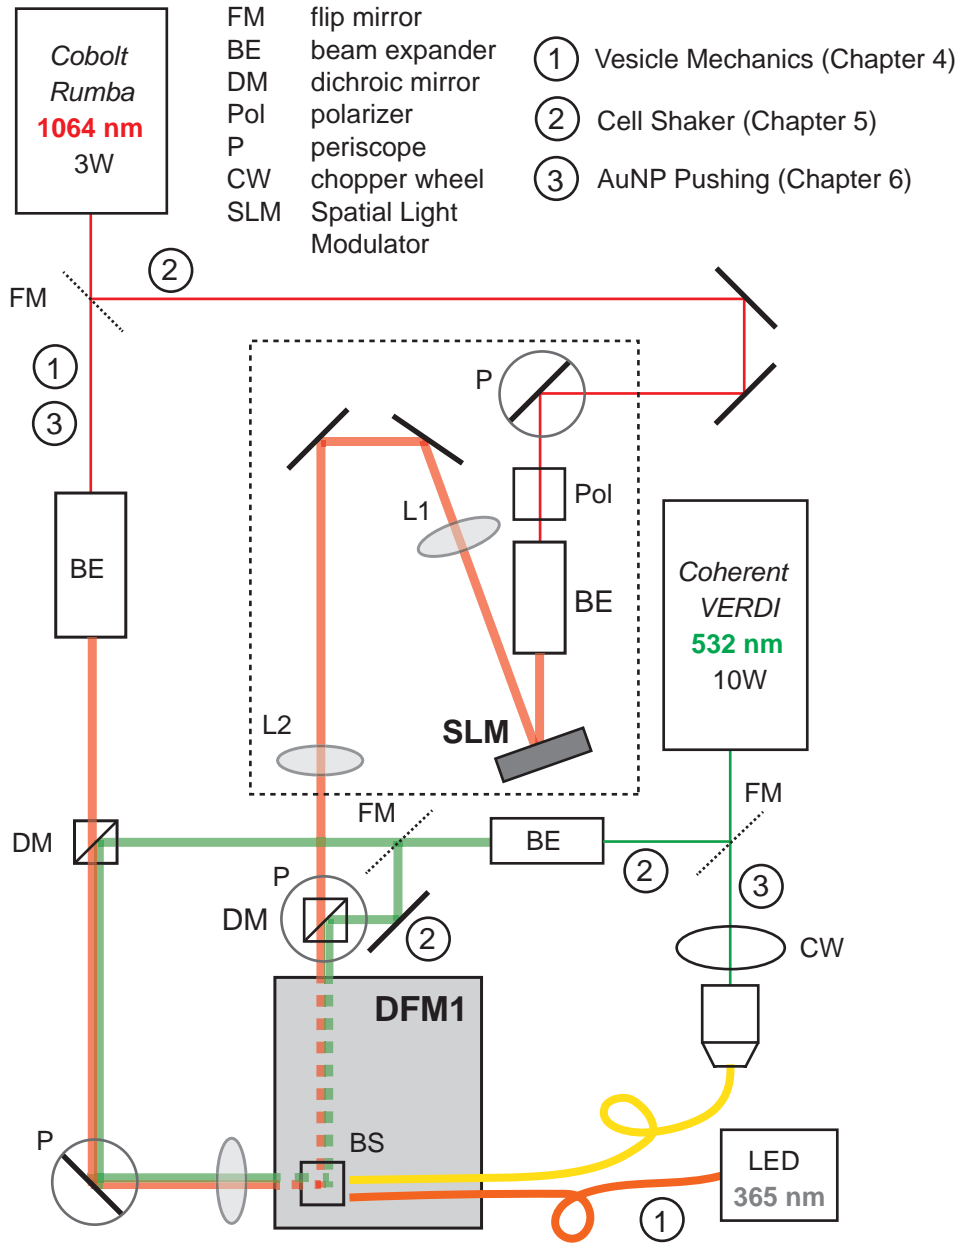 Cobolt
Rumba
1064 nm
3W
FM flip mirror
BE beam expander
DM dichroic mirror
Pol polarizer
P periscope
CW chopper wheel
SLM Spatial Light
Modulator
1 Vesicle Mechanics (Chapter 4)
2 Cell Shaker (Chapter 5)
3 AuNP Pushing (Chapter 6)
2
FM
1
3
P
Pol
L1
BE
BE
Coherent
VERDI
532 nm
10W
SLM
L2
FM
FM
DM
BE
2
3
P
DM
2
CW
DFM1
P
BS
LED
365 nm
1